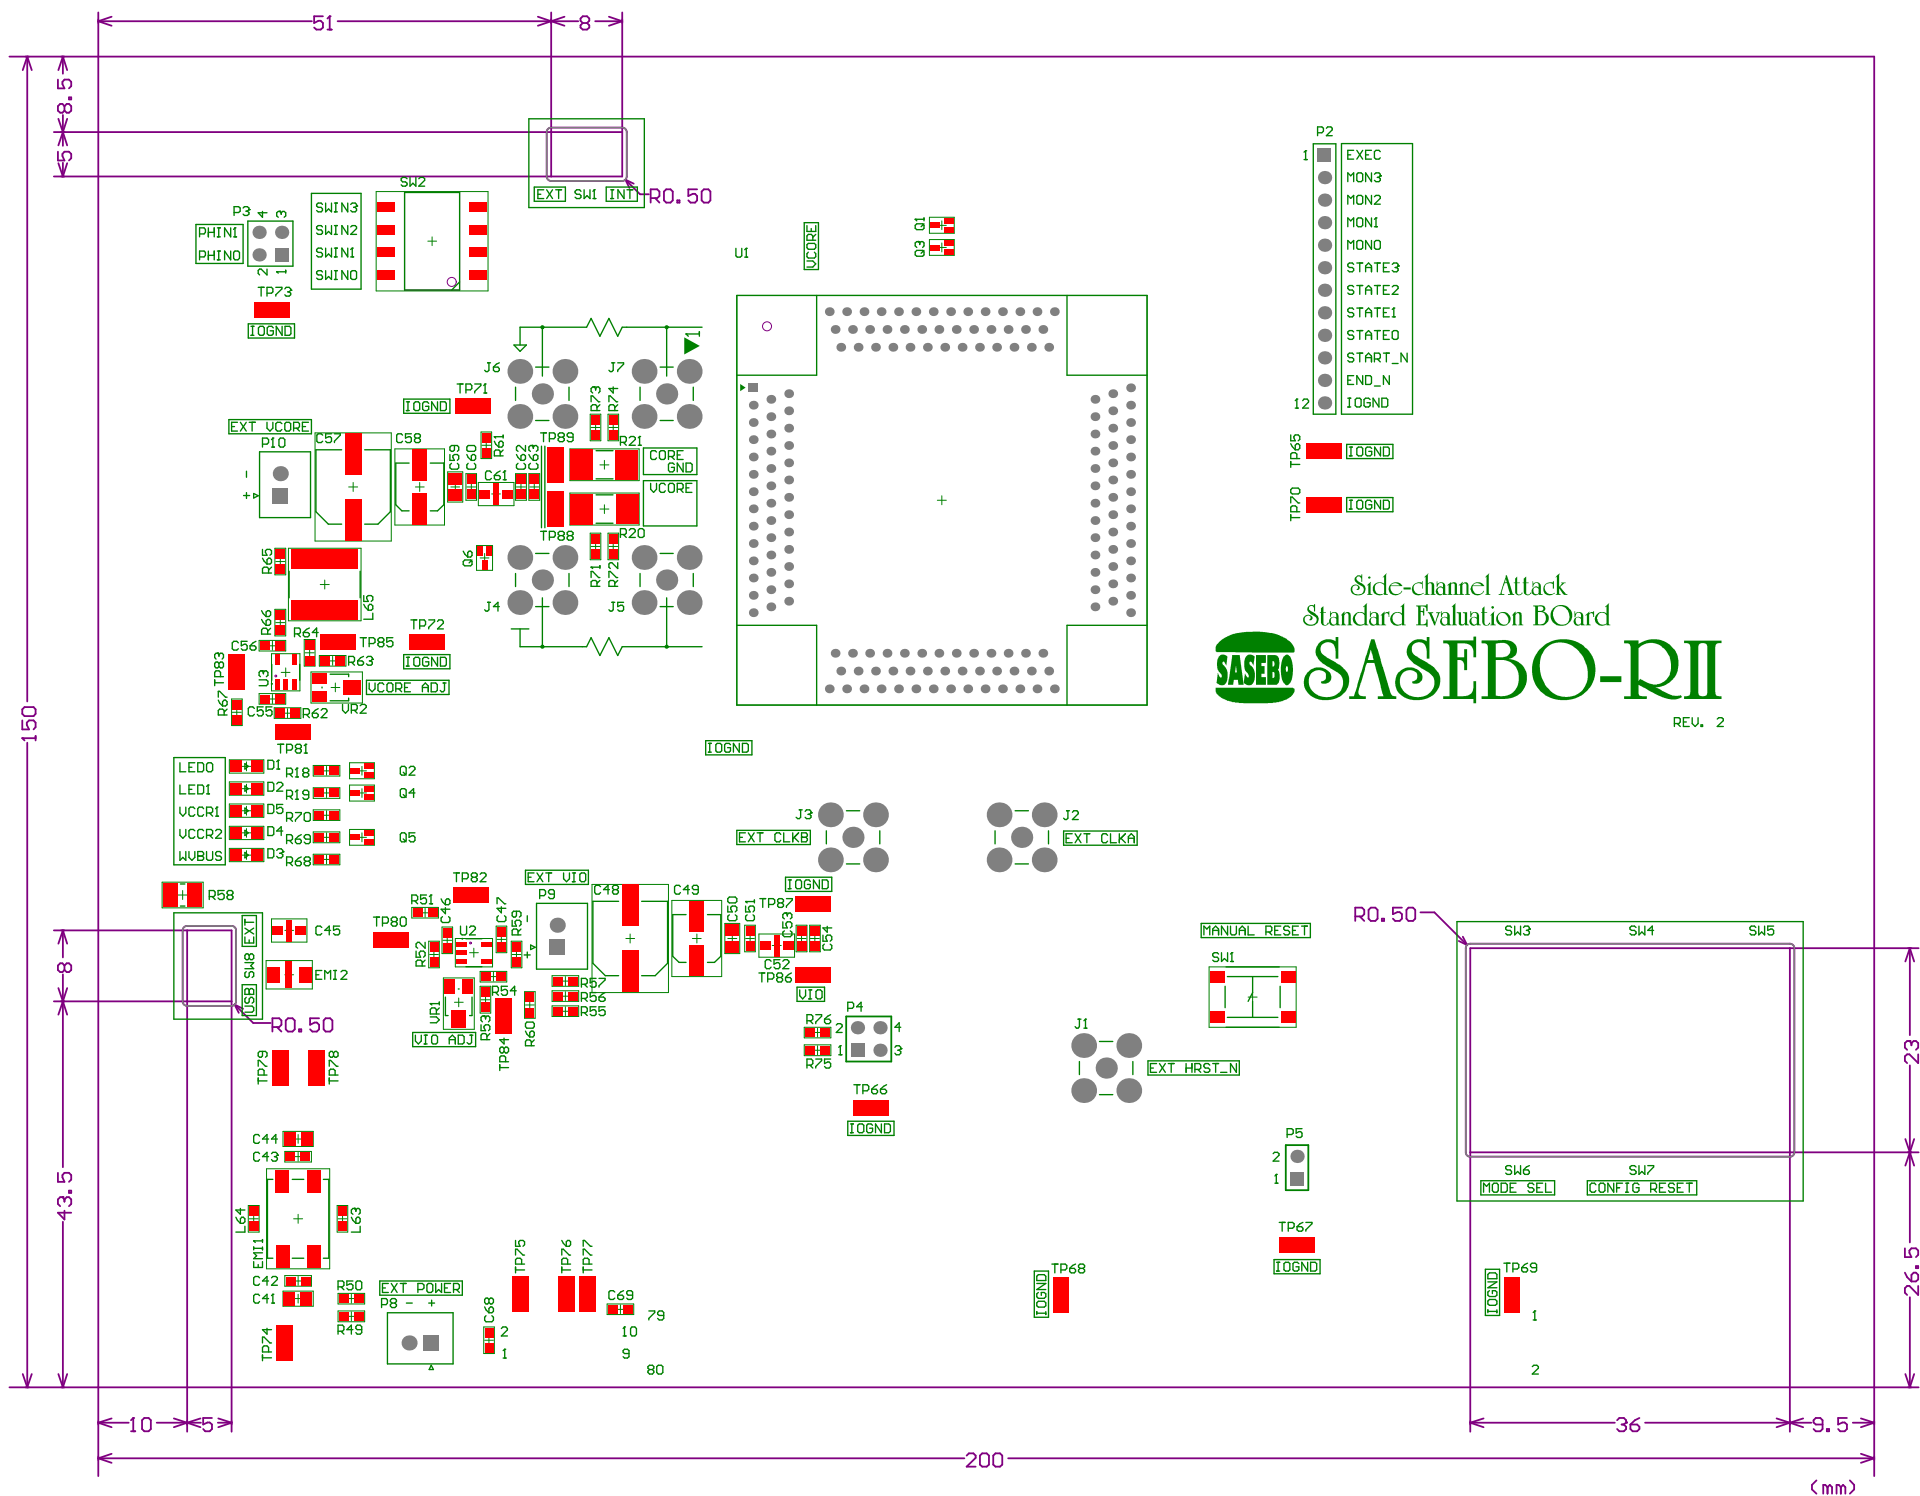 51
8
8.5
5
150
EXT SW1 INT
R0.50
SW2
P3
4 3
PHIN1
PHIN0
2 1
SWIN3
SWIN2
SWIN1
SWIN0
TP73
IOGND
U1
VCORE
Q1
Q3
P2
1
EXEC
MON3
MON2
MON1
MON0
STATE3
STATE2
STATE1
STATE0
START_N
END_N
12
IOGND
TP65
IOGND
TP70
IOGND
1
J6
J7
TP71
IOGND
R73
R74
EXT VCORE
P10
-
+
C57
C58
C59
C60
R61
C61
C62
C63
TP89
R21
CORE
GND
VCORE
TP88
R20
Q6
R71
R72
J4
J5
R65
L65
R66
R64
C56
TP85
TP72
IOGND
R63
TP83
U3
VCORE ADJ
R67
C55
R62
VR2
TP81
Side-channel Attack
Standard Evaluation BOard
SASEBO
SASEBO-RII
REV. 2
IOGND
LED0
LED1
VCCR1
VCCR2
WVBUS
D1
D2
D5
D4
D3
R18
R19
R70
R69
R68
Q2
Q4
Q5
J3
EXT CLKB
J2
EXT CLKA
R58
EXT
SW8
USB
C45
EMI2
R0.50
8
43.5
R51
TP82
TP80
C46
C47
R59
U2
R52
EXT VIO
P9
-
+
C48
C49
C50
C51
IOGND
TP87
C53
C54
C52
TP86
VIO
R54
R57
R56
R55
VR1
R53
TP84
R60
VIO ADJ
P4
R76
2
4
1
3
R75
TP66
IOGND
MANUAL RESET
SW1
J1
EXT HRST_N
R0.50
SW3
SW4
SW5
SW6
SW7
MODE SEL
CONFIG RESET
23
26.5
TP79
TP78
C44
C43
L64
L63
EMI1
C42
C41
TP74
R50
R49
EXT POWER
P8 - +
C68
2
1
TP75
TP76
TP77
C69
79
10
9
80
P5
2
1
TP67
IOGND
IOGND
TP68
IOGND
TP69
1
2
10
5
36
9.5
200
(mm)